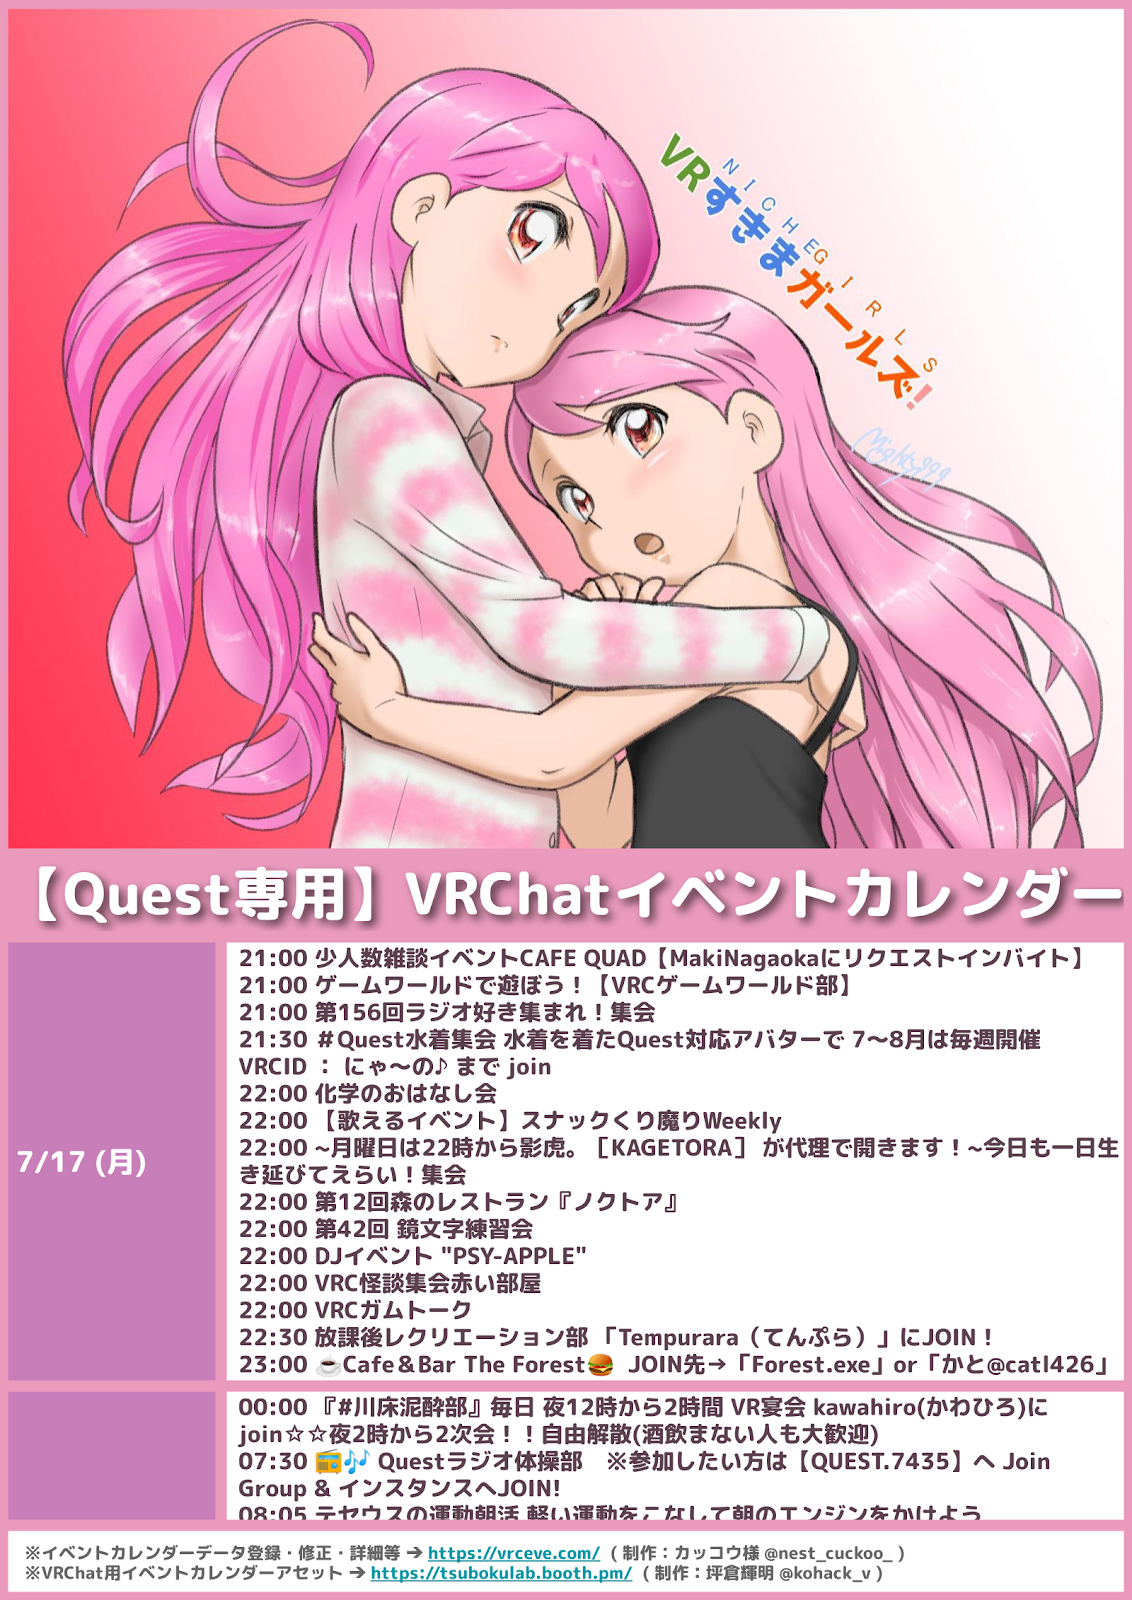 NICHE GIRLS
VRすきまガールズ!
Mighty999
【Quest専用】VRChatイベントカレンダー
7/17 (月)
21:00 少人数雑談イベントCAFE QUAD【MakiNagaokaにリクエストインバイト】
21:00 ゲームワールドで遊ぼう！【VRCゲームワールド部】
21:00 第156回ラジオ好き集まれ！集会
21:30 ＃Quest水着集会 水着を着たQuest対応アバターで 7〜8月は毎週開催
VRCID ： にゃ〜の♪ まで join
22:00 化学のおはなし会
22:00 【歌えるイベント】スナックくり魔りWeekly
22:00 ~月曜日は22時から影虎。［KAGETORA］ が代理で開きます！~今日も一日生
き延びてえらい！集会
22:00 第12回森のレストラン『ノクトア』
22:00 第42回 鏡文字練習会
22:00 DJイベント "PSY-APPLE"
22:00 VRC怪談集会赤い部屋
22:00 VRCガムトーク
22:30 放課後レクリエーション部 「Tempurara（てんぷら）」にJOIN！
23:00 ☕Cafe＆Bar The Forest🍔 JOIN先→「Forest.exe」or「かと@catl426」
00:00 『#川床泥酔部』毎日 夜12時から2時間 VR宴会 kawahiro(かわひろ)に
join☆☆夜2時から2次会！！自由解散(酒飲まない人も大歓迎)
07:30 📻🎶 Questラジオ体操部　※参加したい方は【QUEST.7435】へ Join
Group & インスタンスへJOIN!
08:05 テセウスの運動朝活 軽い運動をこなして朝のエンジンをかけよう
※イベントカレンダーデータ登録・修正・詳細等 ➔ https://vrceve.com/ ( 制作：カッコウ様 @nest_cuckoo_ )
※VRChat用イベントカレンダーアセット ➔ https://tsubokulab.booth.pm/ ( 制作：坪倉輝明 @kohack_v )